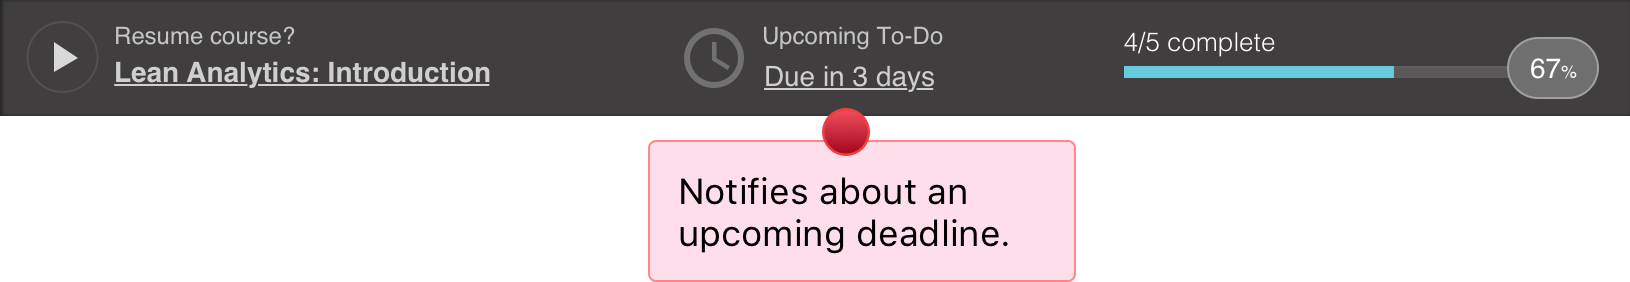 Resume course?
Lean Analytics: Introduction
Upcoming To-Do
Due in 3 days
4/5 complete
67%
Notifies about an
upcoming deadline.